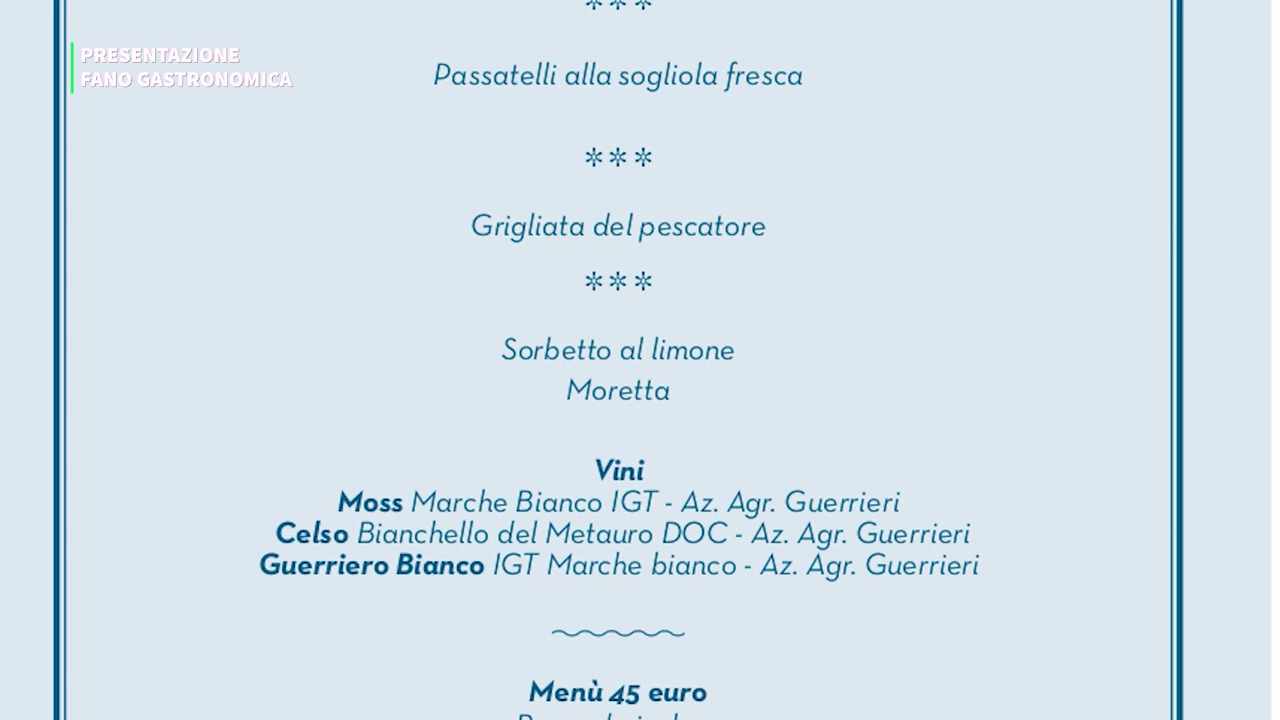 ***
PRESENTAZIONE
FANO GASTRONOMICA
Passatelli alla sogliola fresca
***
Grigliata del pescatore
***
Sorbetto al limone
Moretta
Vini
Moss Marche Bianco IGT - Az. Agr. Guerrieri
Celso Bianchello del Metauro DOC - Az. Agr. Guerrieri
Guerriero Bianco IGT Marche bianco - Az. Agr. Guerrieri
Menù 45 euro